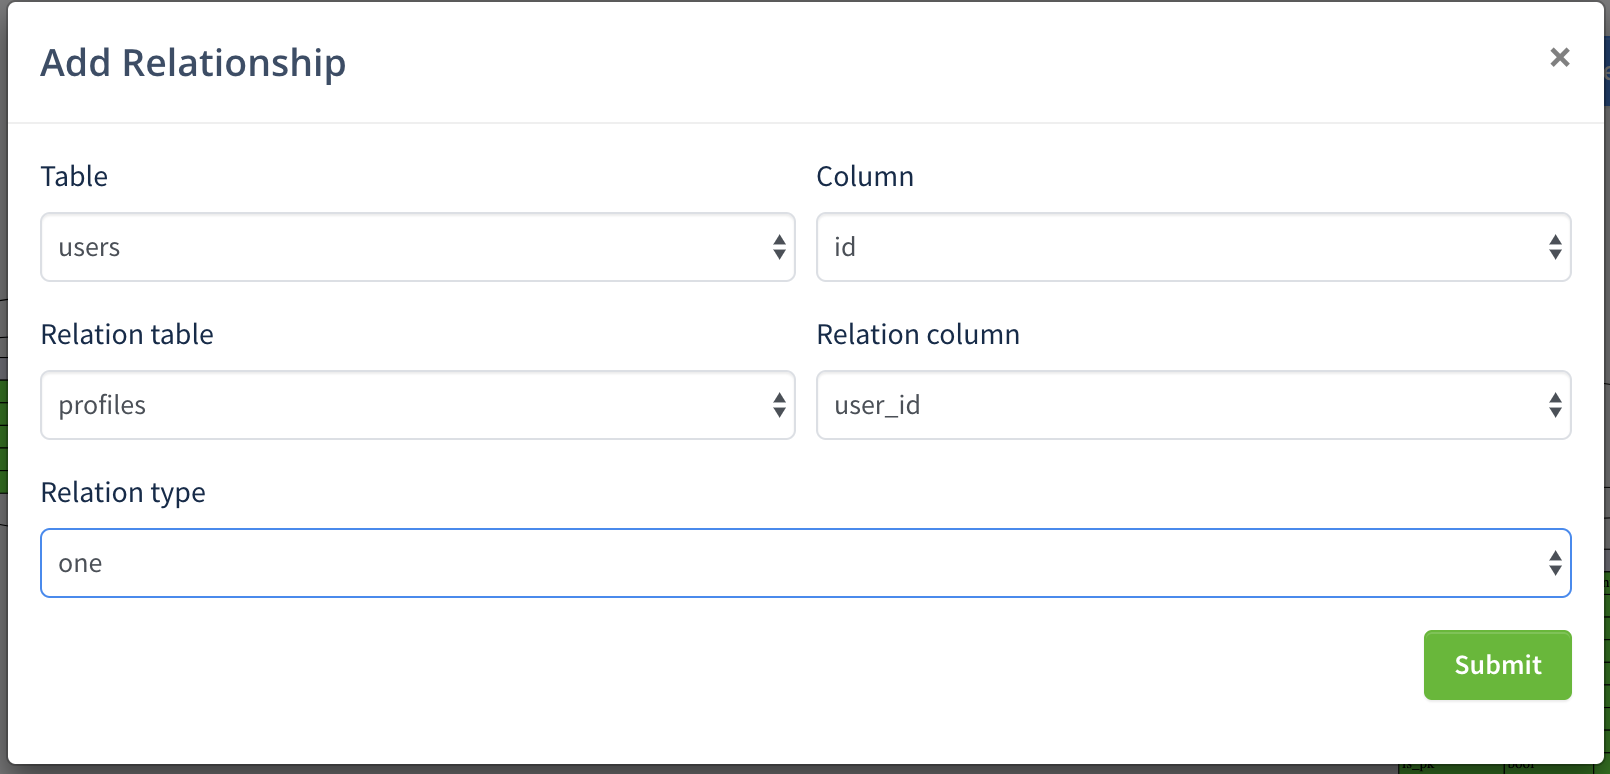 Add Relationship
×
Table
Column
users
id
Relation table
Relation column
profiles
user_id
Relation type
one
Submit